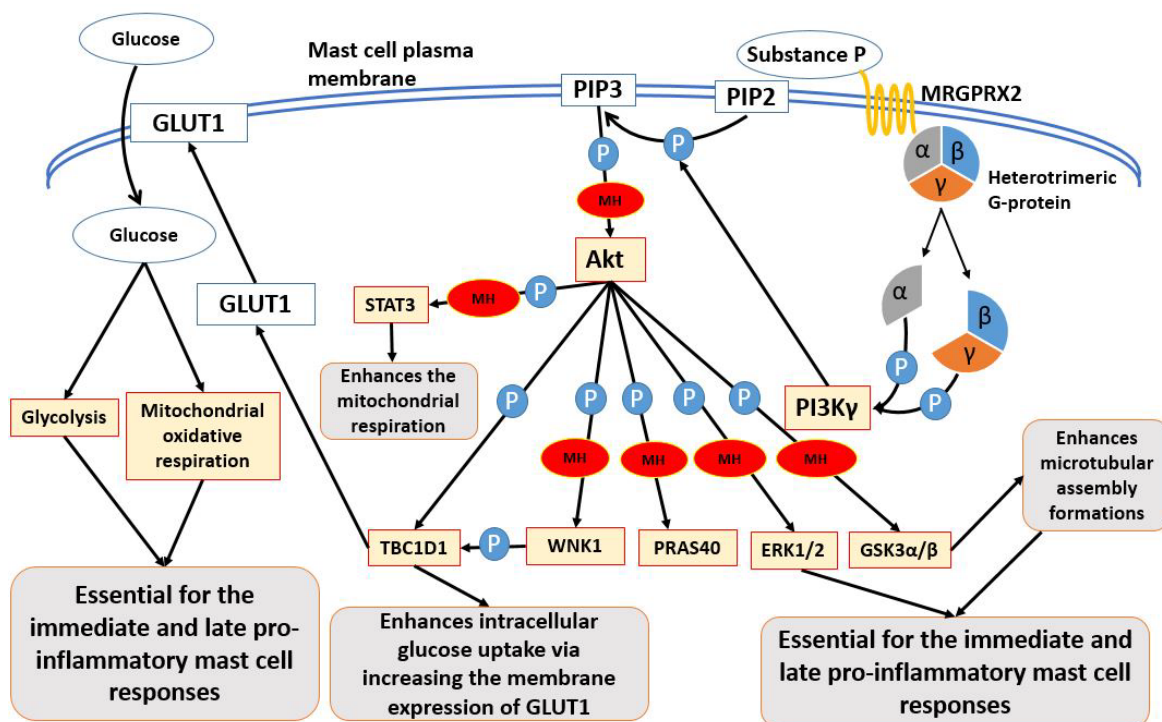 Glucose
Mast cell plasma
membrane
GLUT1
PIP3
PIP2
Substance P
MRGPRX2
α
β
γ
Heterotrimeric
G-protein
P
P
MH
Glucose
Akt
GLUT1
STAT3
MH
P
α
β
γ
P
P
PI3Kγ
Enhances the
mitochondrial
respiration
P
P
P
P
P
Glycolysis
Mitochondrial
oxidative
respiration
MH
MH
MH
MH
Enhances
microtubular
assembly
formations
TBC1D1
P
WNK1
PRAS40
ERK1/2
GSK3α/β
Essential for the
immediate and late pro-
inflammatory mast cell
responses
Enhances intracellular
glucose uptake via
increasing the membrane
expression of GLUT1
Essential for the immediate and
late pro-inflammatory mast cell
responses